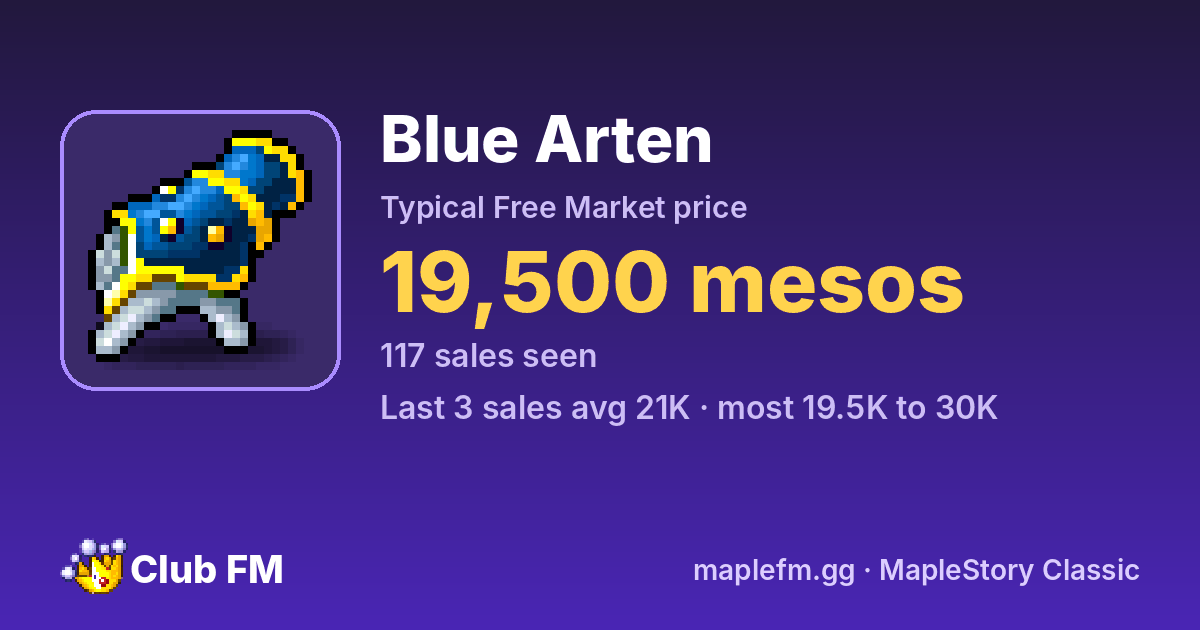 Blue Arten
Typical Free Market price
19,500 mesos
117 sales seen
Last 3 sales avg 21K · most 19.5K to 30K
Club FM
maplefm.gg · MapleStory Classic